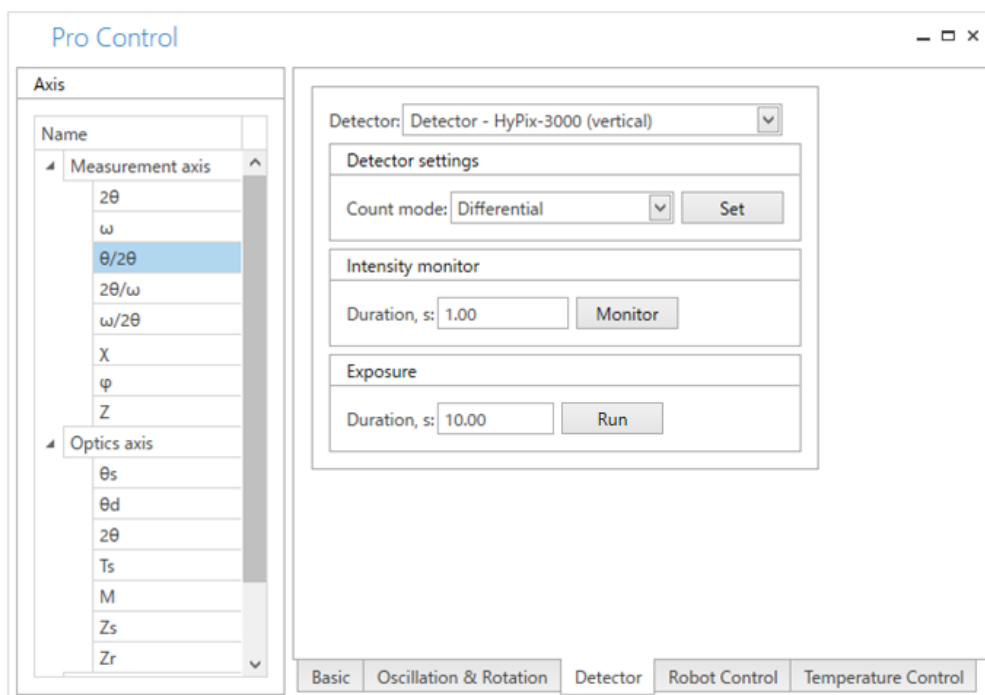 Pro Control
Axis
Name
Measurement axis
2θ
ω
θ/2θ
2θ/ω
ω/2θ
χ
φ
Z
Optics axis
θs
θd
2θ
Ts
M
Zs
Zr
Detector: Detector - HyPix-3000 (vertical)
Detector settings
Count mode: Differential Set
Intensity monitor
Duration, s: 1.00 Monitor
Exposure
Duration, s: 10.00 Run
Basic Oscillation & Rotation Detector Robot Control Temperature Control